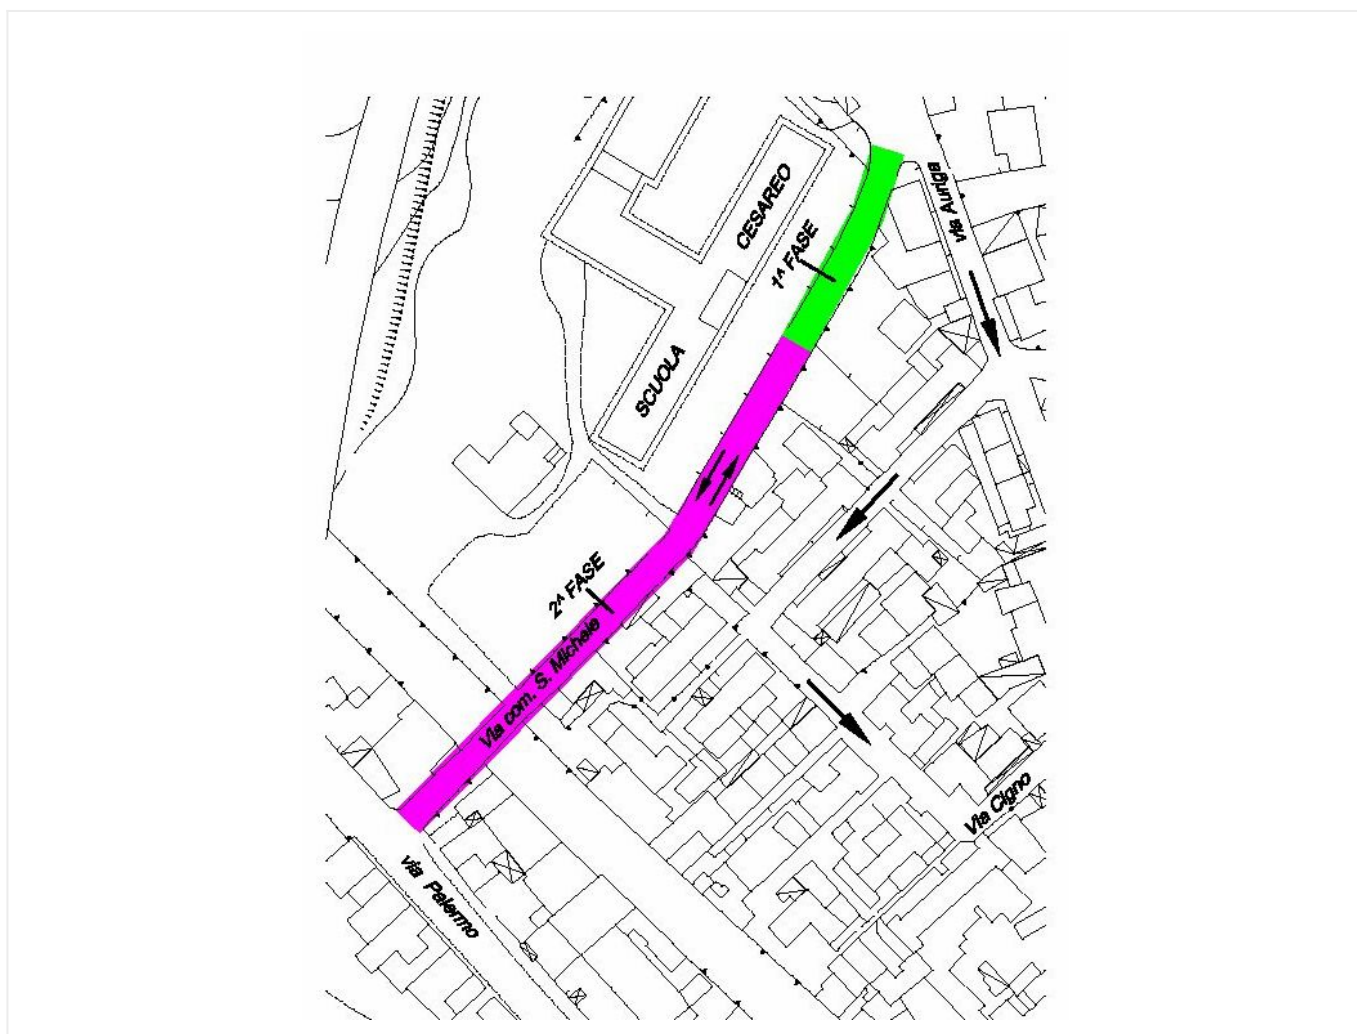 via Auriga
CESAREO
1^ FASE
SCUOLA
2^ FASE
Via com. S. Michele
Via Cigno
via Palermo